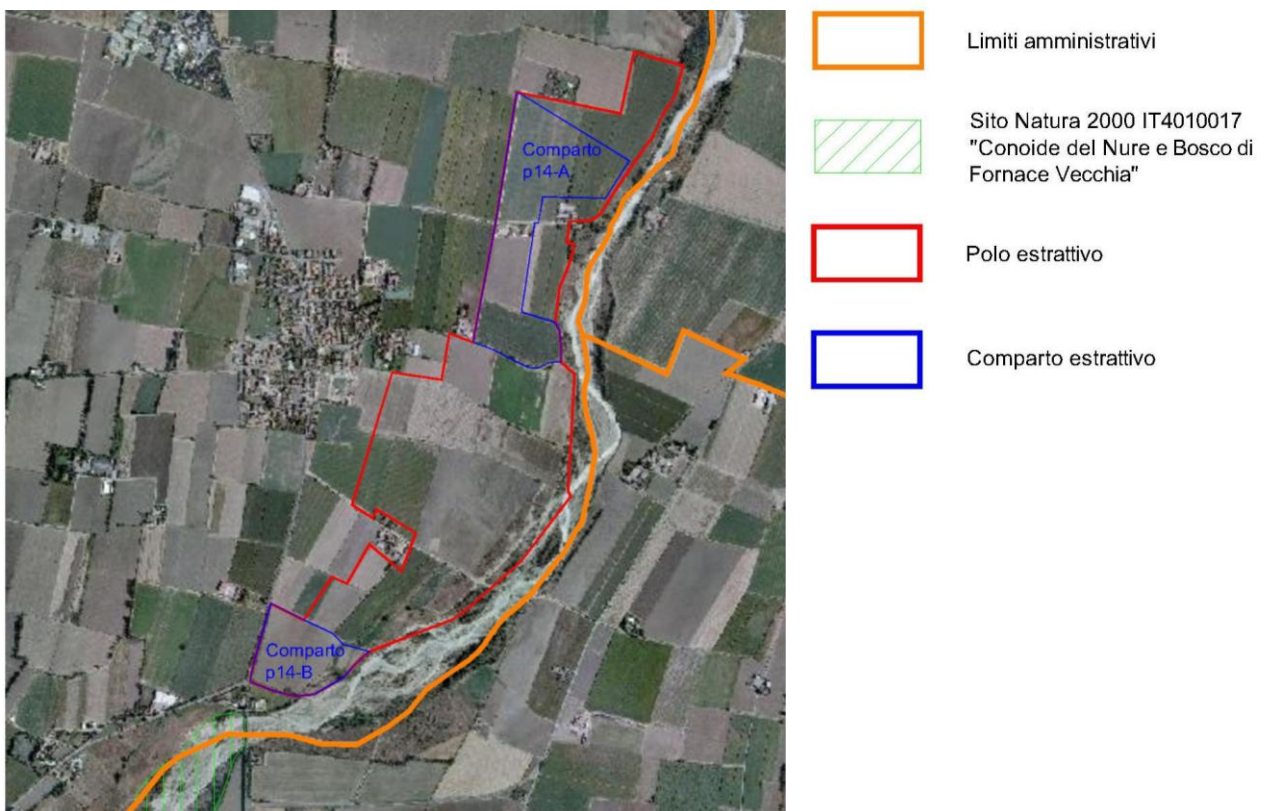 Limiti amministrativi
Sito Natura 2000 IT4010017
"Conoide del Nure e Bosco di
Fornace Vecchia"
Polo estrattivo
Comparto estrattivo
Comparto
p14-A
Comparto
p14-B